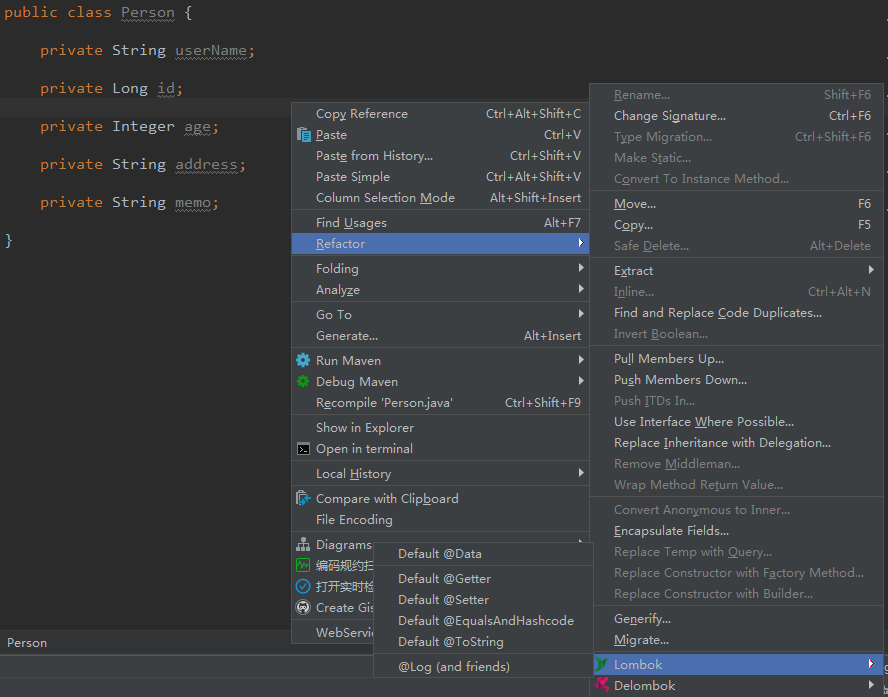 public class Person {
private String userName;
private Long id;
private Integer age;
private String address;
private String memo;
}
Person
Copy Reference Ctrl+Alt+Shift+C
Paste Ctrl+V
Paste from History... Ctrl+Shift+V
Paste Simple Ctrl+Alt+Shift+V
Column Selection Mode Alt+Shift+Insert
Find Usages Alt+F7
Refactor
Folding
Analyze
Go To
Generate... Alt+Insert
Run Maven
Debug Maven
Recompile 'Person.java' Ctrl+Shift+F9
Show in Explorer
Open in terminal
Local History
Compare with Clipboard
File Encoding
Diagrams
编码规约扫
打开实时检
Create Gis
WebServic
Rename... Shift+F6
Change Signature... Ctrl+F6
Type Migration... Ctrl+Shift+F6
Make Static...
Convert To Instance Method...
Move... F6
Copy... F5
Safe Delete... Alt+Delete
Extract
Inline... Ctrl+Alt+N
Find and Replace Code Duplicates...
Invert Boolean...
Pull Members Up...
Push Members Down...
Push ITDs In...
Use Interface Where Possible...
Replace Inheritance with Delegation...
Remove Middleman...
Wrap Method Return Value...
Convert Anonymous to Inner...
Encapsulate Fields...
Replace Temp with Query...
Replace Constructor with Factory Method...
Replace Constructor with Builder...
Generify...
Migrate...
Lombok
Delombok
Default @Data
Default @Getter
Default @Setter
Default @EqualsAndHashcode
Default @ToString
@Log (and friends)